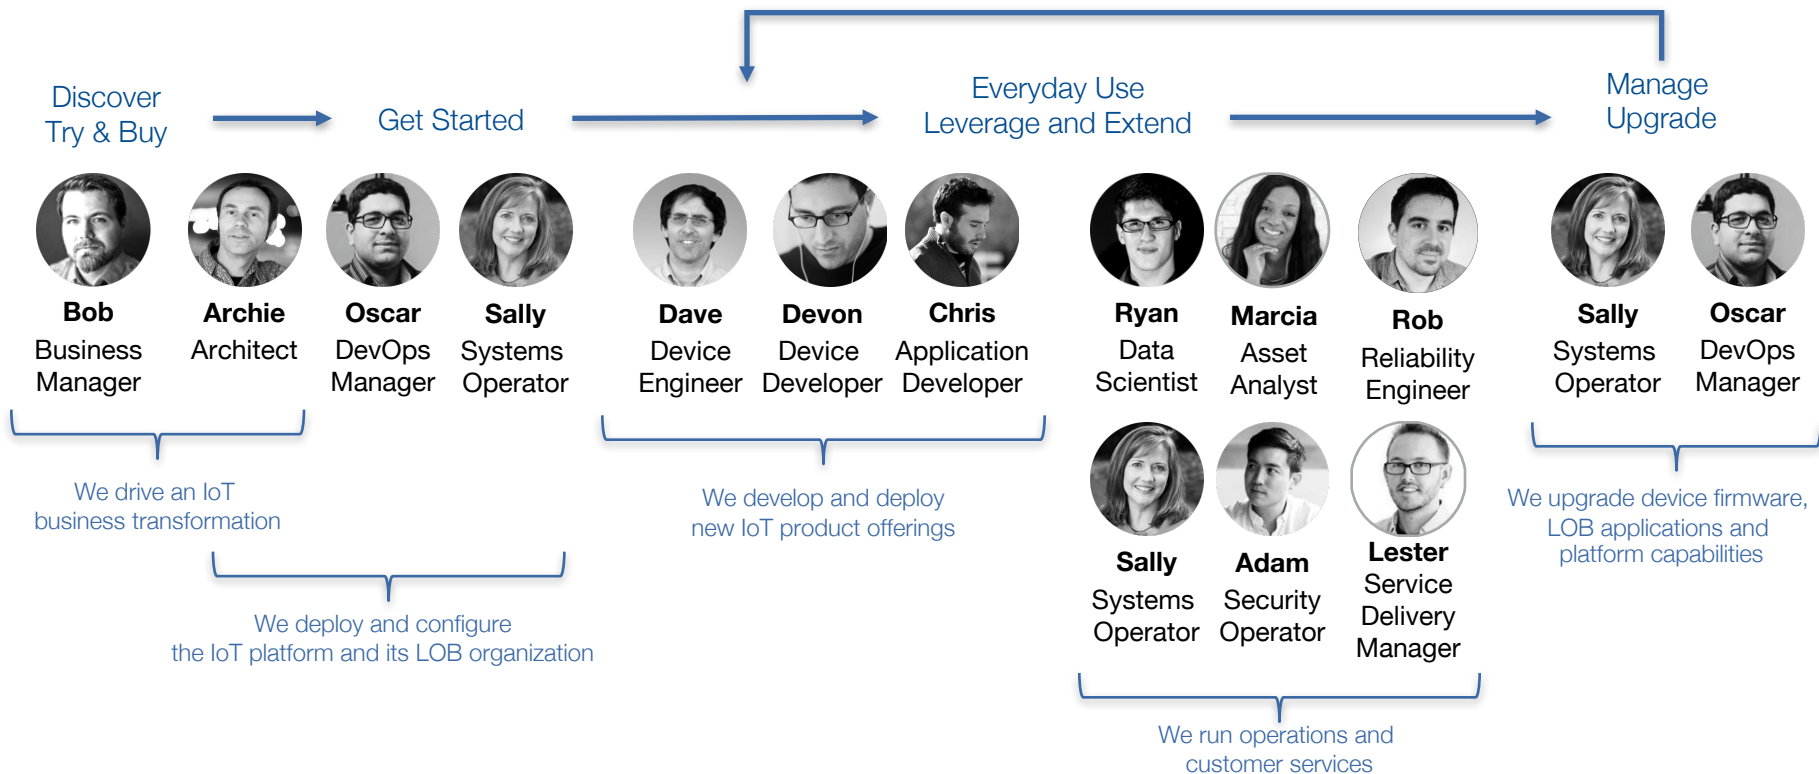 Discover
Try & Buy
Get Started
Everyday Use
Leverage and Extend
Manage
Upgrade
Bob
Business
Manager
Archie
Architect
Oscar
DevOps
Manager
Sally
Systems
Operator
Dave
Device
Engineer
Devon
Device
Developer
Chris
Application
Developer
Ryan
Data
Scientist
Marcia
Asset
Analyst
Rob
Reliability
Engineer
Sally
Systems
Operator
Oscar
DevOps
Manager
We drive an IoT
business transformation
We deploy and configure
the IoT platform and its LOB organization
We develop and deploy
new IoT product offerings
Sally
Systems
Operator
Adam
Security
Operator
Lester
Service
Delivery
Manager
We run operations and
customer services
We upgrade device firmware,
LOB applications and
platform capabilities